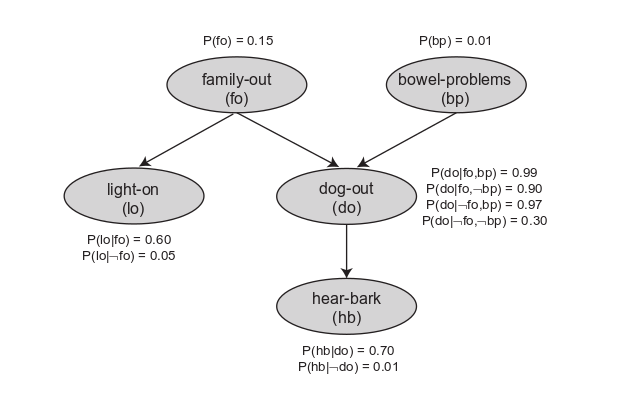 P(fo) = 0.15
P(bp) = 0.01
family-out
(fo)
bowel-problems
(bp)
light-on
(lo)
dog-out
(do)
P(do|fo,bp) = 0.99
P(do|fo,¬bp) = 0.90
P(do|¬fo,bp) = 0.97
P(do|¬fo,¬bp) = 0.30
P(lo|fo) = 0.60
P(lo|¬fo) = 0.05
hear-bark
(hb)
P(hb|do) = 0.70
P(hb|¬do) = 0.01